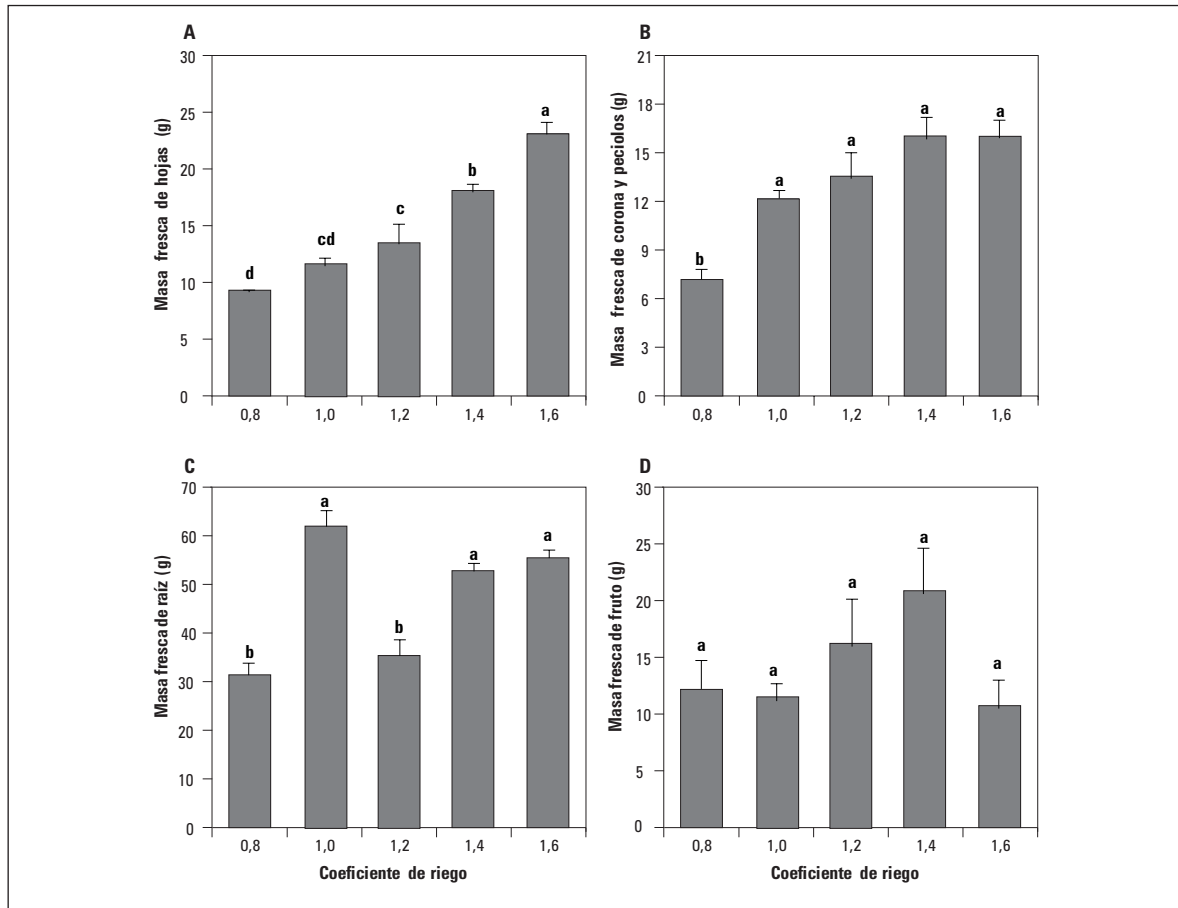 A
Masa fresca de hojas (g)
30
25
20
15
10
5
0
d
cd
c
b
a
0,8 1,0 1,2 1,4 1,6
B
Masa fresca de corona y peciolos (g)
21
18
15
12
9
6
3
0
b
a
a
a
a
0,8 1,0 1,2 1,4 1,6
C
Masa fresca de raíz (g)
70
60
50
40
30
20
10
0
b
a
b
a
a
0,8 1,0 1,2 1,4 1,6
Coeficiente de riego
D
Masa fresca de fruto (g)
30
25
20
15
10
5
0
a
a
a
a
a
0,8 1,0 1,2 1,4 1,6
Coeficiente de riego